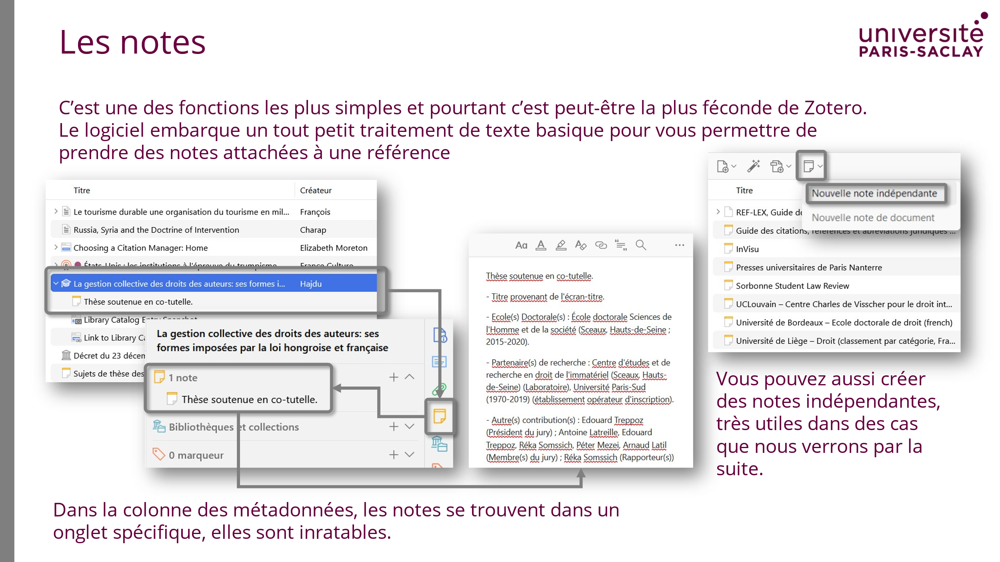 Les notes
universitė
PARIS-SACLAY
C’est une des fonctions les plus simples et pourtant c’est peut-être la plus féconde de Zotero.
Le logiciel embarque un tout petit traitement de texte basique pour vous permettre de
prendre des notes attachées à une référence
Titre Créateur
Le tourisme durable une organisation du tourisme en mil... François
Russia, Syria and the Doctrine of Intervention Charap
Choosing a Citation Manager: Home Elizabeth Moreton
États-Unis : les institutions à l'épreuve du trumpisme France Culture
La gestion collective des droits des auteurs: ses formes i... Hajdu
Thèse soutenue en co-tutelle.
Library Catalog Entry Snapshot
Link to Library Ca
Décret du 23 décem
Sujets de thèse des
La gestion collective des droits des auteurs: ses
formes imposées par la loi hongroise et française
1 note
Thèse soutenue en co-tutelle.
Bibliothèques et collections
0 marqueur
Aa
Thèse soutenue en co-tutelle.
- Titre provenant de l'écran-titre.
- Ecole(s) Doctorale(s) : École doctorale Sciences de
l'Homme et de la société (Sceaux, Hauts-de-Seine ;
2015-2020).
- Partenaire(s) de recherche : Centre d'études et de
recherche en droit de l'immatériel (Sceaux, Hauts-
de-Seine) (Laboratoire), Université Paris-Sud
(1970-2019) (établissement opérateur d'inscription).
- Autre(s) contribution(s) : Edouard Treppoz
(Président du jury) ; Antoine Latreille, Edouard
Treppoz, Réka Somssich, Péter Mezei, Arnaud Latil
(Membre(s) du jury) ; Réka Somssich (Rapporteur(s))
Titre
Nouvelle note indépendante
Nouvelle note de document
REF-LEX, Guide de
Guide des citations, références et abréviations juridiques ...
InVisu
Presses universitaires de Paris Nanterre
Sorbonne Student Law Review
UCLouvain – Centre Charles de Visscher pour le droit int...
Université de Bordeaux – Ecole doctorale de droit (french)
Université de Liège – Droit (classement par catégorie, Fra...
Vous pouvez aussi créer
des notes indépendantes,
très utiles dans des cas
que nous verrons par la
suite.
Dans la colonne des métadonnées, les notes se trouvent dans un
onglet spécifique, elles sont inratables.